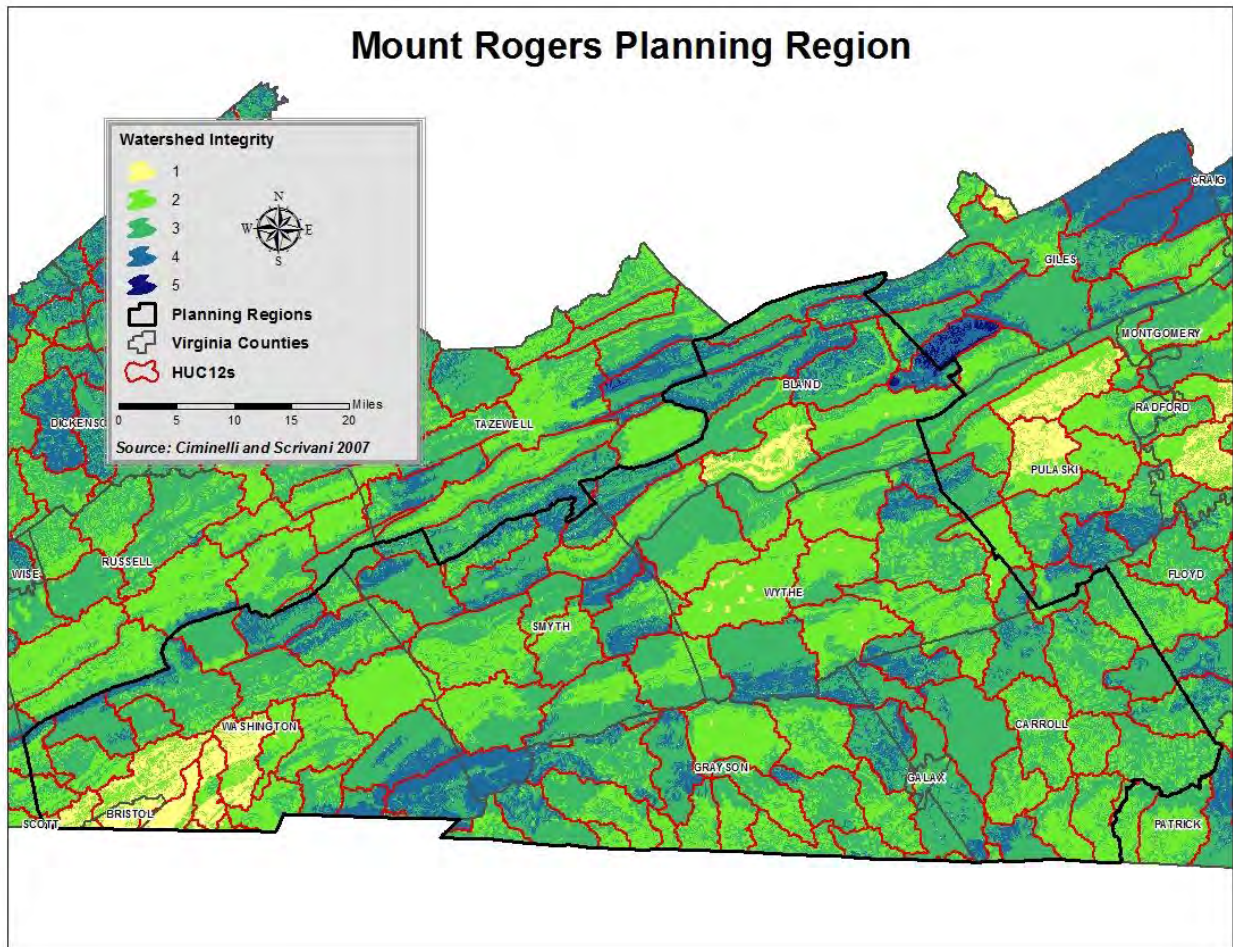 Mount Rogers Planning Region
Watershed Integrity
1
2
3
4
5
N
W E
S
Planning Regions
Virginia Counties
HUC12s
Miles
0 5 10 15 20
Source: Ciminelli and Scrivani 2007
CRAIG
GILES
MONTGOMERY
BLAND
RADFORD
DICKENSO
TAZEWELL
PULASKI
RUSSELL
WISE
FLOYD
WYTHE
SMYTH
WASHINGTON
CARROLL
GRAYSON
GALAX
BRISTOL
SCOTT
PATRICK